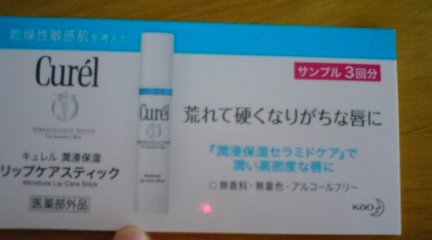 乾燥性敏感肌を考えた
Curél
キュレル 潤浸保湿
リップケアスティック
Moisture Lip Care Stick
医薬部外品
Curél
サンプル 3回分
荒れて硬くなりがちな唇に
『潤浸保湿セラミドケア』で
潤い高密度な唇に
□無香料・無着色・アルコールフリー
Kao